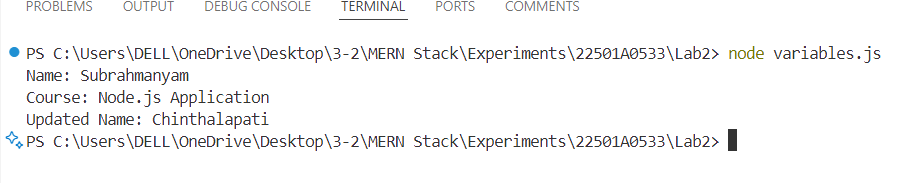 PROBLEMS OUTPUT DEBUG CONSOLE TERMINAL PORTS COMMENTS
PS C:\Users\DELL\OneDrive\Desktop\3-2\MERN Stack\Experiments\22501A0533\Lab2> node variables.js
Name: Subrahmanyam
Course: Node.js Application
Updated Name: Chinthalapati
PS C:\Users\DELL\OneDrive\Desktop\3-2\MERN Stack\Experiments\22501A0533\Lab2>